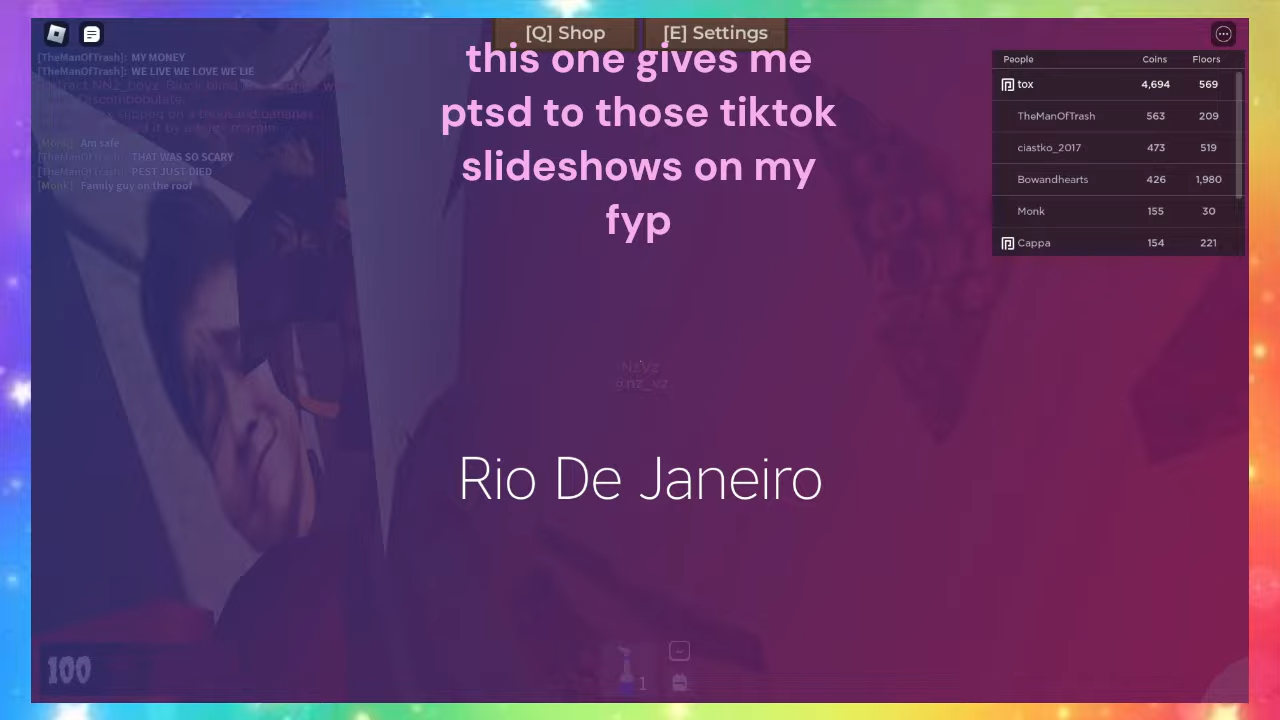 [Q] Shop
[E] Settings
this one gives me
ptsd to those tiktok
slideshows on my
fyp
[TheManOfTrash]: MY MONEY
[TheManOfTrash]: WE LIVE WE LOVE WE LIE
Discombobulate.
[Monk]: Am safe
[TheManOfTrash]: THAT WAS SO SCARY
[TheManOfTrash]: PEST JUST DIED
[Monk]: Family guy on the roof
People Coins Floors
tox 4,694 569
TheManOfTrash 563 209
ciastko_2017 473 519
Bowandhearts 426 1,980
Monk 155 30
Cappa 154 221
Rio De Janeiro
100
1